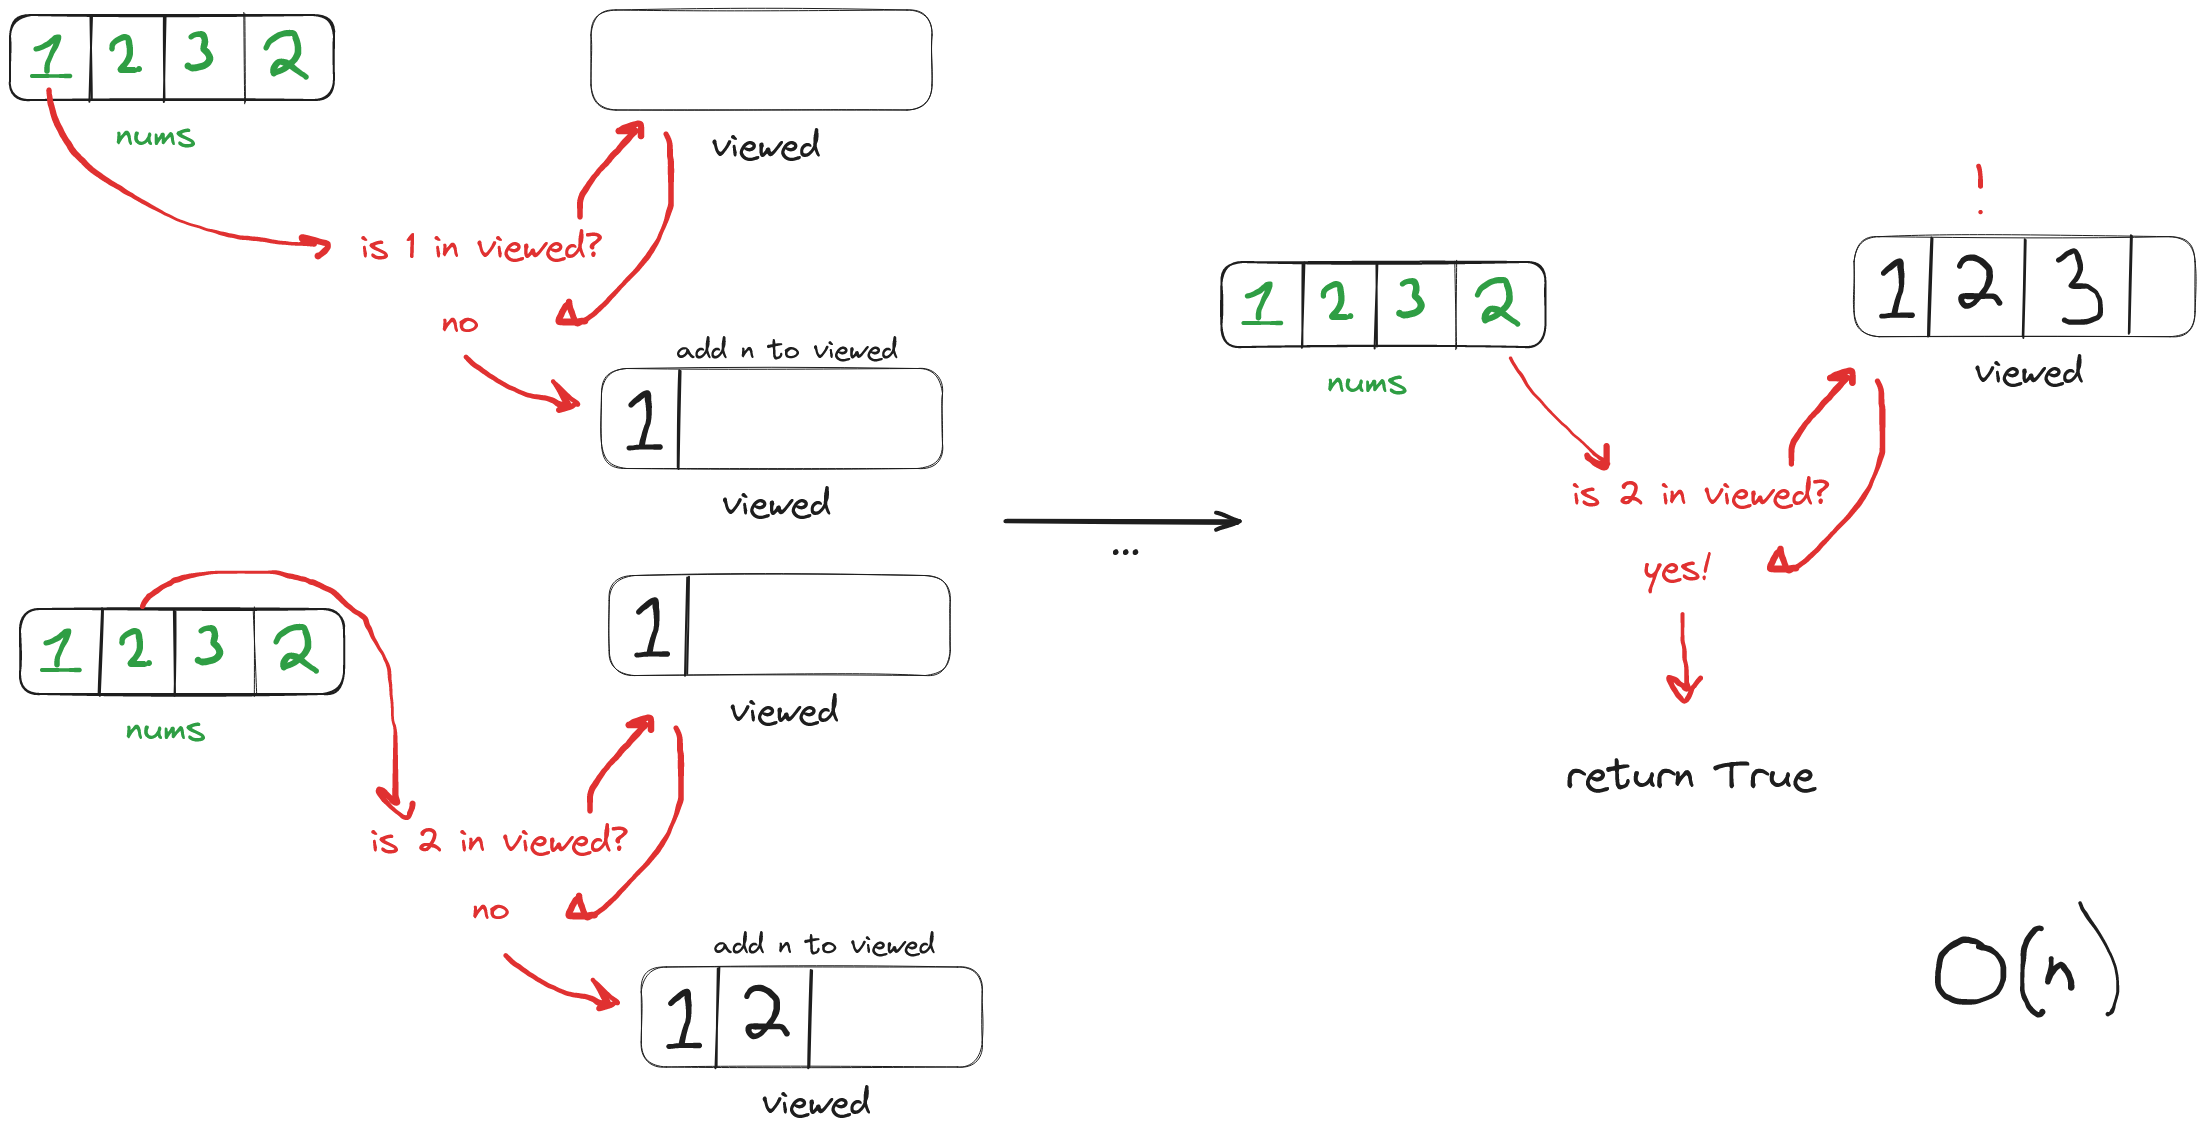 1 2 3 2
nums
viewed
is 1 in viewed?
no
add n to viewed
1
viewed
1 2 3 2
nums
1
viewed
is 2 in viewed?
no
add n to viewed
1 2
viewed
...
!
1 2 3 2
nums
1 2 3
viewed
is 2 in viewed?
yes!
return True
O(n)